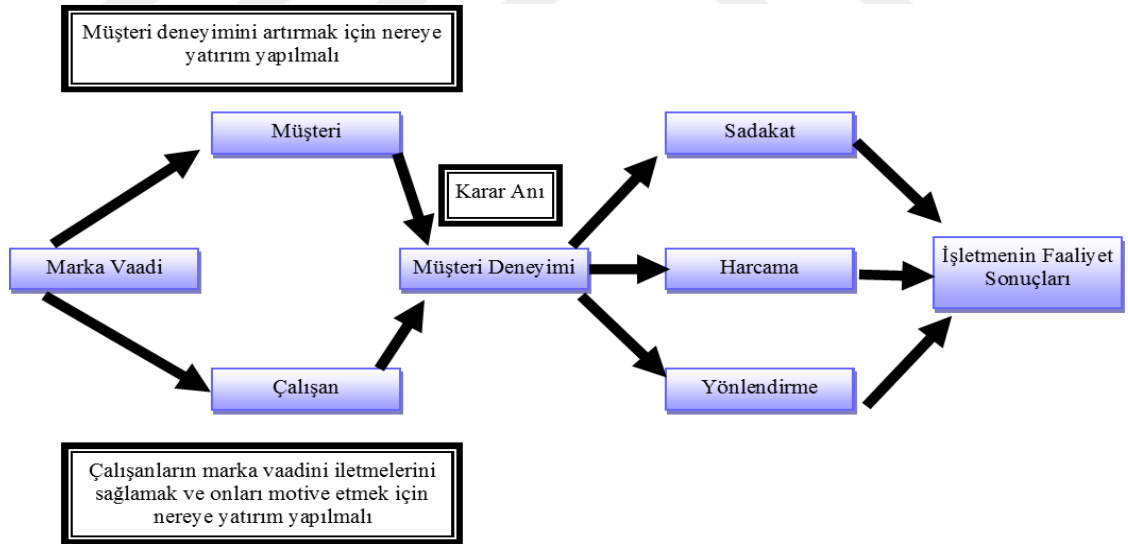 Müşteri deneyimini artırmak için nereye
yatırım yapılmalı
Müşteri
Sadakat
Karar Anı
Marka Vaadi
Müşteri Deneyimi
Harcama
İşletmenin Faaliyet
Sonuçları
Çalışan
Yönlendirme
Çalışanların marka vaadini iletmelerini
sağlamak ve onları motive etmek için
nereye yatırım yapılmalı